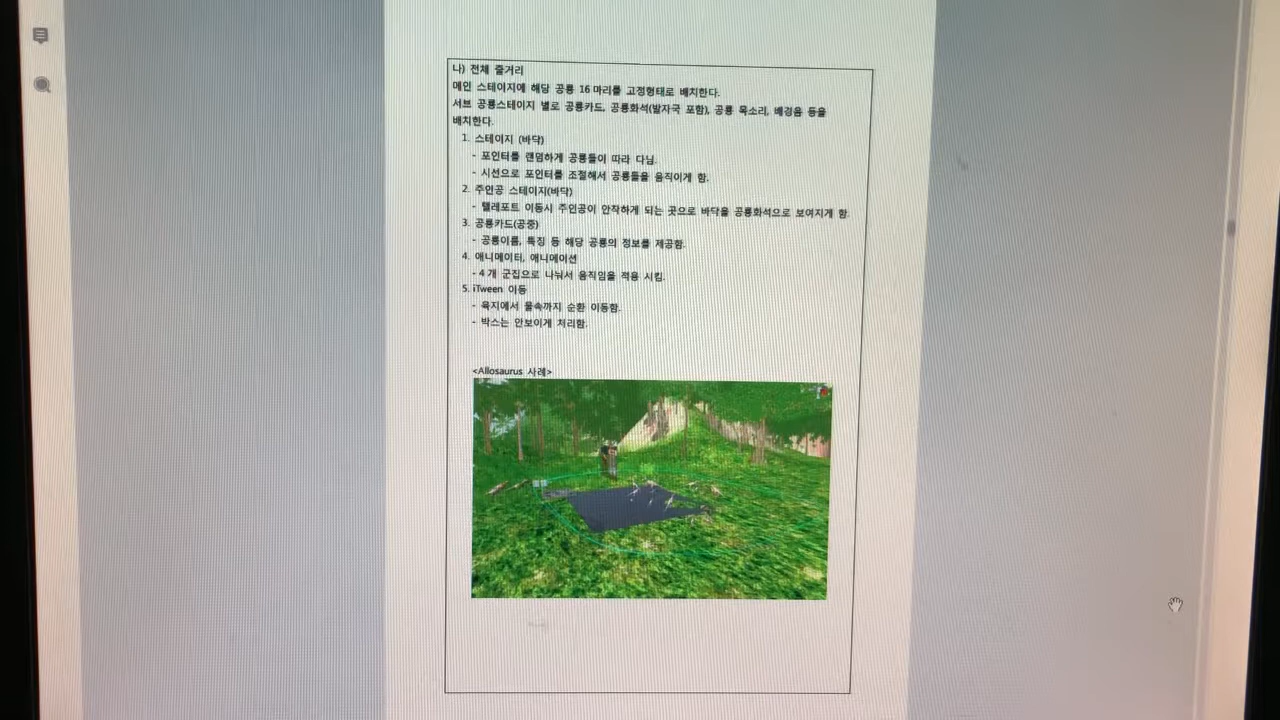 나) 전체 줄거리
메인 스테이지에 해당 공룡 16 마리를 고정형태로 배치한다.
서브 공룡스테이지 별로 공룡카드, 공룡화석(발자국 포함), 공룡 목소리, 배경음 등을
배치한다.
1. 스테이지 (바닥)
- 포인터를 랜덤하게 공룡들이 따라 다님.
- 시선으로 포인터를 조절해서 공룡들을 움직이게 함.
2. 주인공 스테이지(바닥)
- 텔레포트 이동시 주인공이 안착하게 되는 곳으로 바닥을 공룡화석으로 보여지게 함.
3. 공룡카드(공중)
- 공룡이름, 특징 등 해당 공룡의 정보를 제공함.
4. 애니메이터, 애니메이션
- 4 개 군집으로 나눠서 움직임을 적용 시킴.
5. iTween 이동
- 육지에서 물속까지 순환 이동함.
- 박스는 안보이게 처리함.
<Allosaurus 사례>